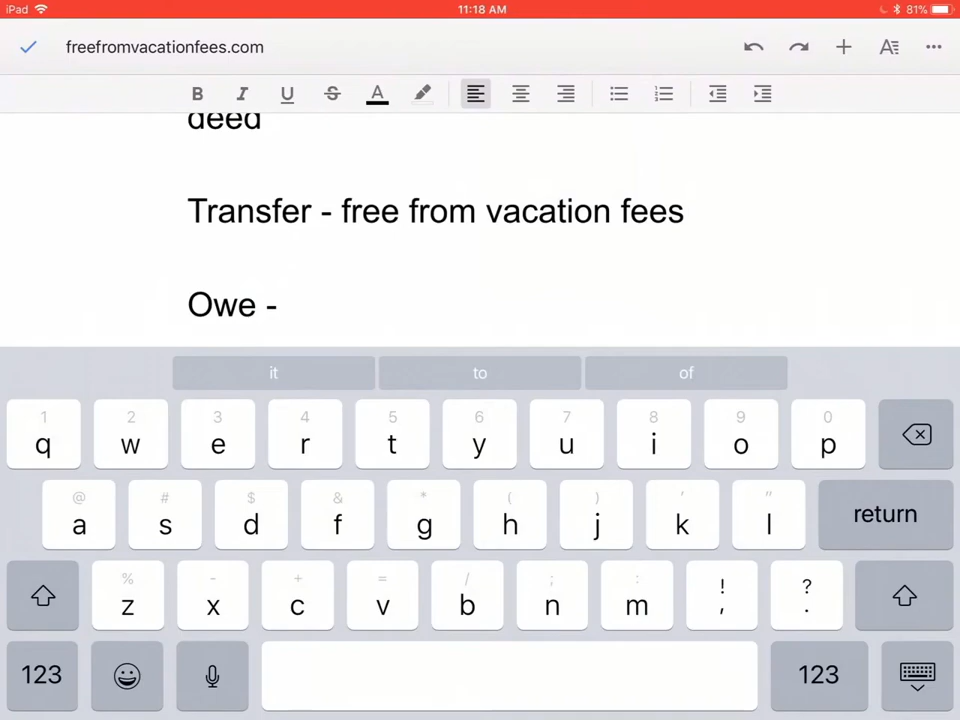 iPad 11:18 AM 81%
freefromvacationfees.com
B I U S A
deed
Transfer - free from vacation fees
Owe -
it to of
1 2 3 4 5 6 7 8 9 0
q w e r t y u i o p
@ # $ & * ( ) ' "
a s d f g h j k l return
% - + = / ; : ! ?
z x c v b n m , .
123 123